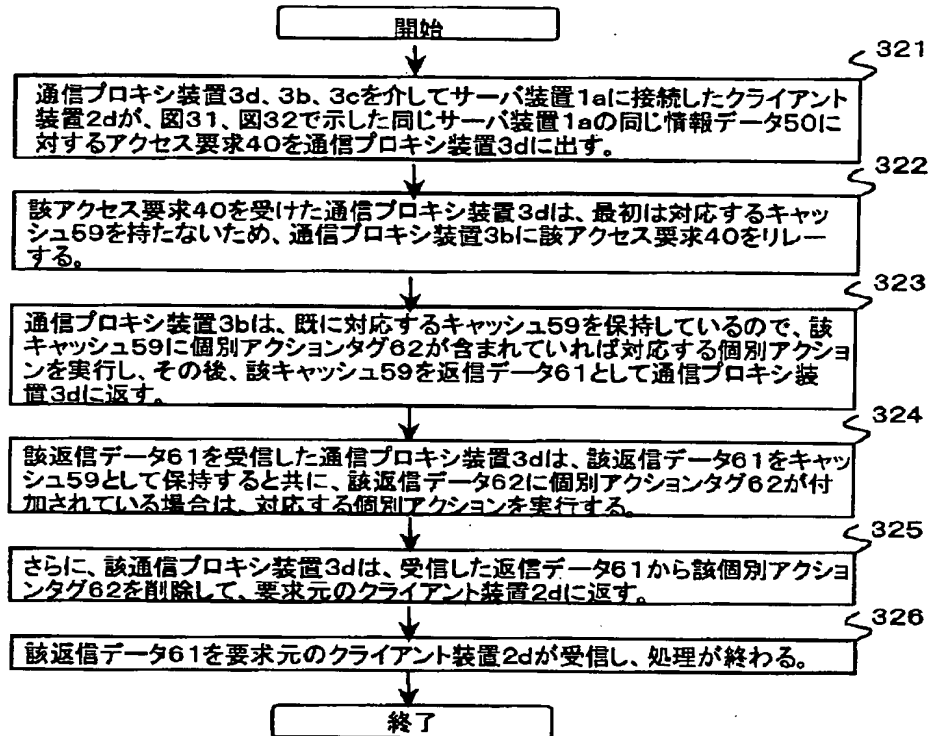 開始
321
通信プロキシ装置3d、3b、3cを介してサーバ装置1aに接続したクライアント
装置2dが、図31、図32で示した同じサーバ装置1aの同じ情報データ50に
対するアクセス要求40を通信プロキシ装置3dに出す。
322
該アクセス要求40を受けた通信プロキシ装置3dは、最初は対応するキャッ
シュ59を持たないため、通信プロキシ装置3bに該アクセス要求40をリレー
する。
323
通信プロキシ装置3bは、既に対応するキャッシュ59を保持しているので、該
キャッシュ59に個別アクションタグ62が含まれていれば対応する個別アクショ
ンを実行し、その後、該キャッシュ59を返信データ61として通信プロキシ装
置3dに返す。
324
該返信データ61を受信した通信プロキシ装置3dは、該返信データ61をキャッ
シュ59として保持すると共に、該返信データ62に個別アクションタグ62が付
加されている場合は、対応する個別アクションを実行する。
325
さらに、該通信プロキシ装置3dは、受信した返信データ61から該個別アクショ
ンタグ62を削除して、要求元のクライアント装置2dに返す。
326
該返信データ61を要求元のクライアント装置2dが受信し、処理が終わる。
終了